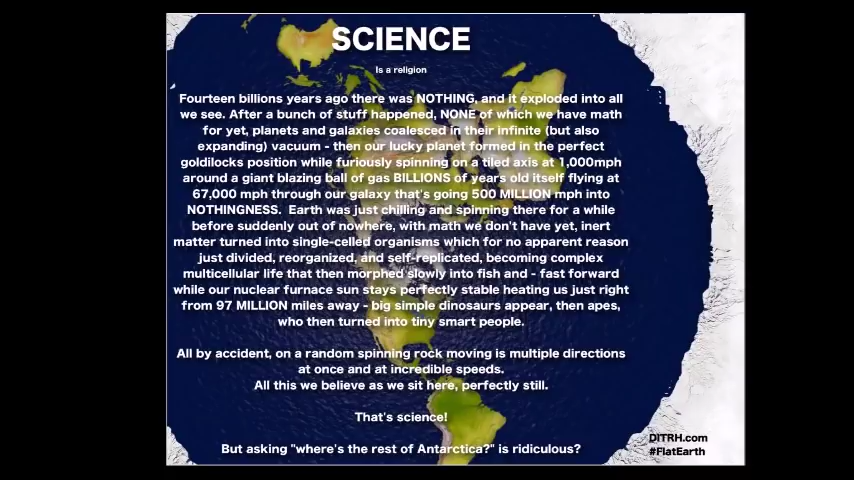 SCIENCE
Is a religion
Fourteen billions years ago there was NOTHING, and it exploded into all
we see. After a bunch of stuff happened, NONE of which we have math
for yet, planets and galaxies coalesced in their infinite (but also
expanding) vacuum - then our lucky planet formed in the perfect
goldilocks position while furiously spinning on a tiled axis at 1,000mph
around a giant blazing ball of gas BILLIONS of years old itself flying at
67,000 mph through our galaxy that's going 500 MILLION mph into
NOTHINGNESS. Earth was just chilling and spinning there for a while
before suddenly out of nowhere, with math we don't have yet, inert
matter turned into single-celled organisms which for no apparent reason
just divided, reorganized, and self-replicated, becoming complex
multicellular life that then morphed slowly into fish and - fast forward
while our nuclear furnace sun stays perfectly stable heating us just right
from 97 MILLION miles away - big simple dinosaurs appear, then apes,
who then turned into tiny smart people.
All by accident, on a random spinning rock moving is multiple directions
at once and at incredible speeds.
All this we believe as we sit here, perfectly still.
That's science!
But asking "where's the rest of Antarctica?" is ridiculous?
DITRH.com
#FlatEarth